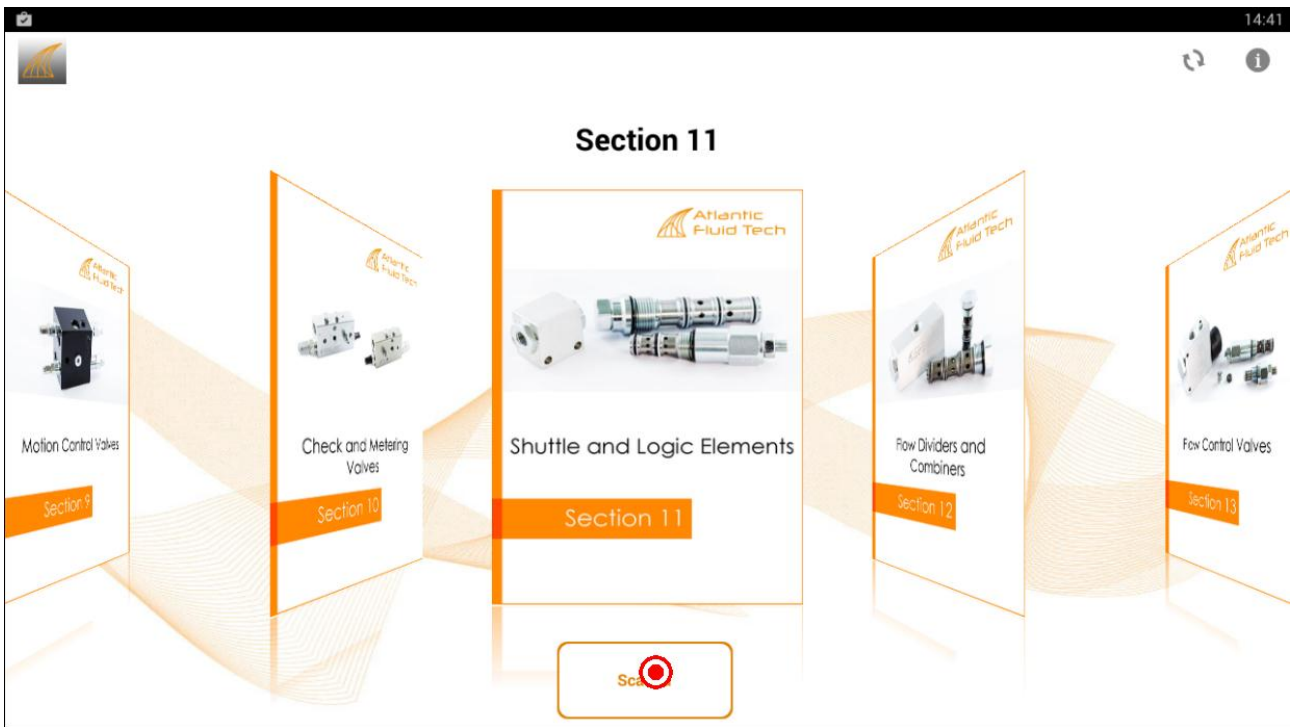 14:41
Section 11
Atlantic
Fluid Tech
Motion Control Valves
Section 9
Atlantic
Fluid Tech
Check and Metering
Valves
Section 10
Atlantic
Fluid Tech
Shuttle and Logic Elements
Section 11
Atlantic
Fluid Tech
Flow Dividers and
Combiners
Section 12
Atlantic
Fluid Tech
Fow Control Valves
Section 13